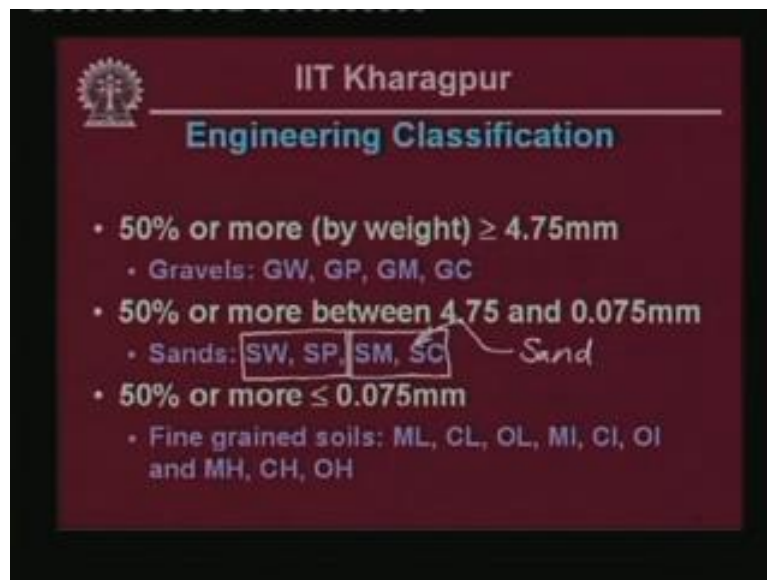 IIT Kharagpur
Engineering Classification
• 50% or more (by weight) ≥ 4.75mm
• Gravels: GW, GP, GM, GC
• 50% or more between 4.75 and 0.075mm
• Sands: SW, SP, SM, SC Sand
• 50% or more ≤ 0.075mm
• Fine grained soils: ML, CL, OL, MI, CI, OI
and MH, CH, OH